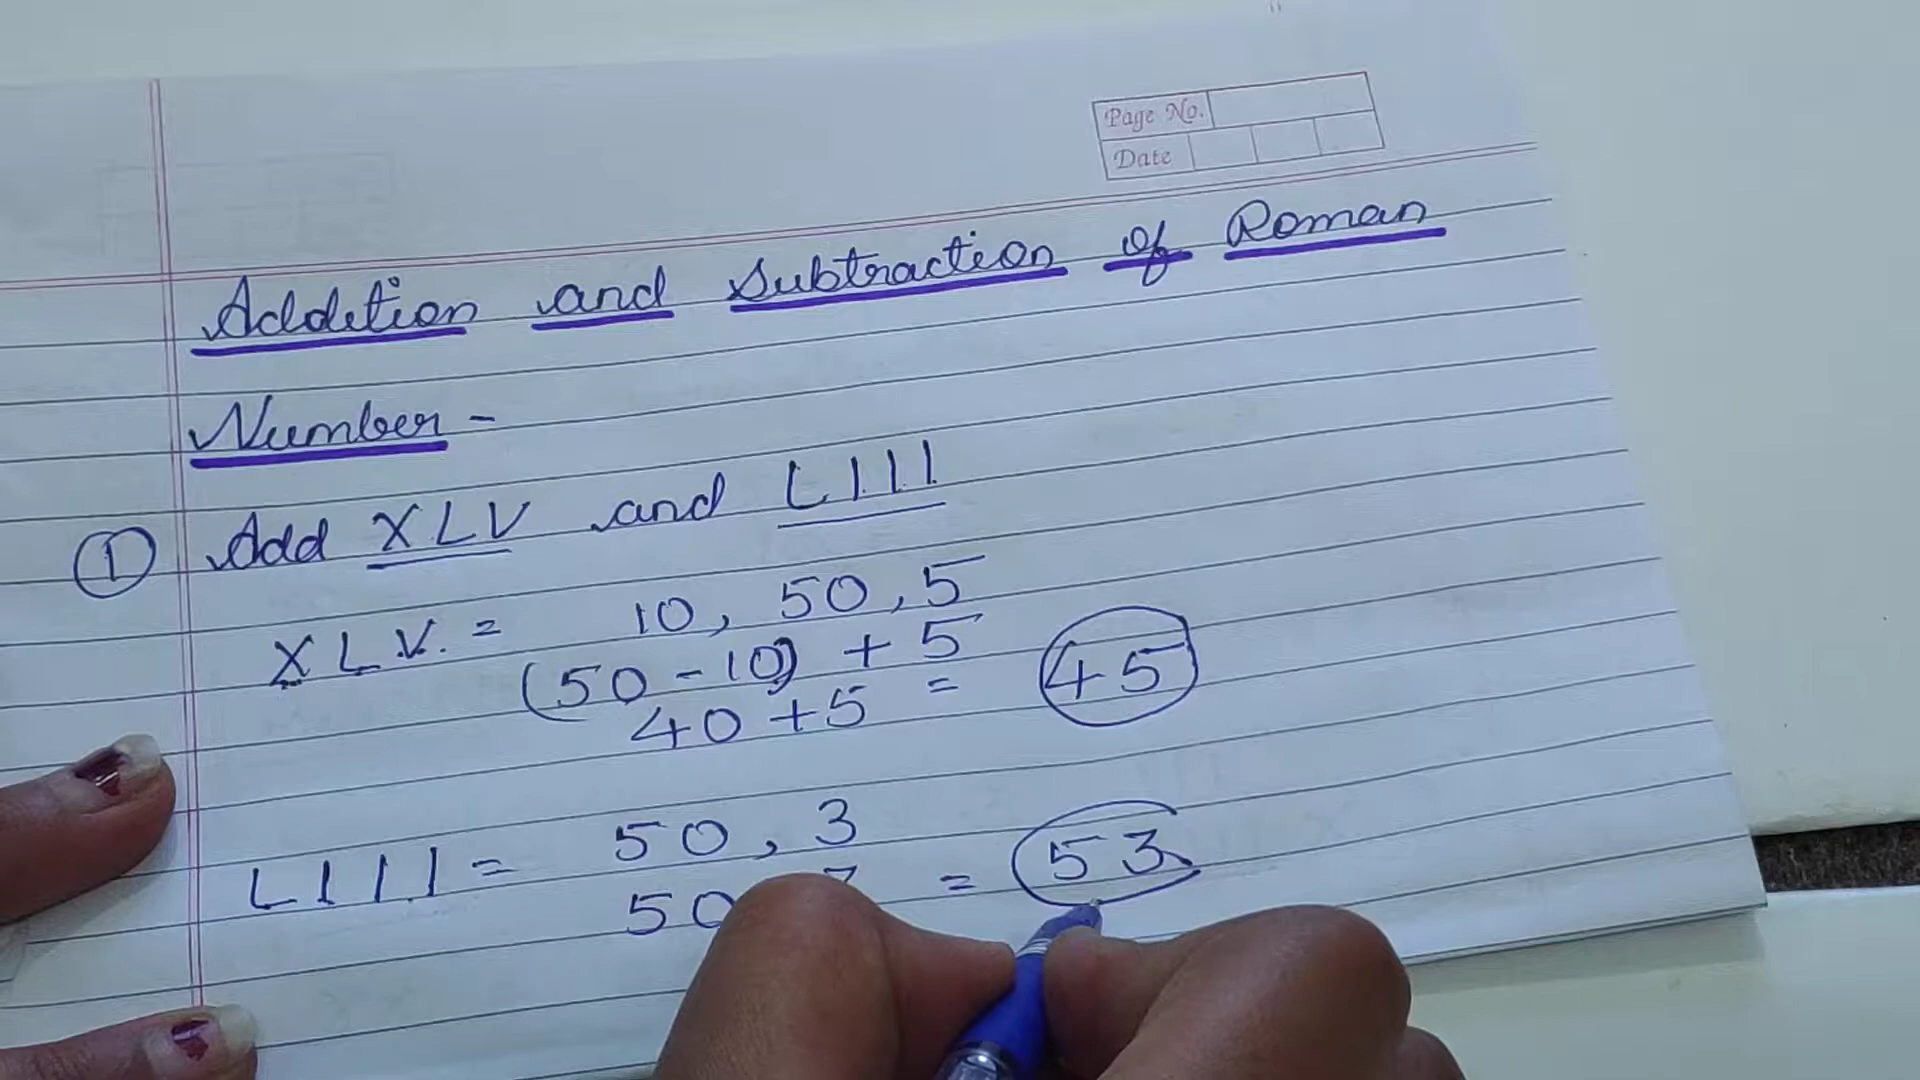 Page No.
Date
Addition and Subtraction of Roman
Number -
① Add XLV and LIII
XLV. = 10, 50, 5
(50 - 10) + 5
40 + 5 = 45
LIII = 50, 3
50 = 53